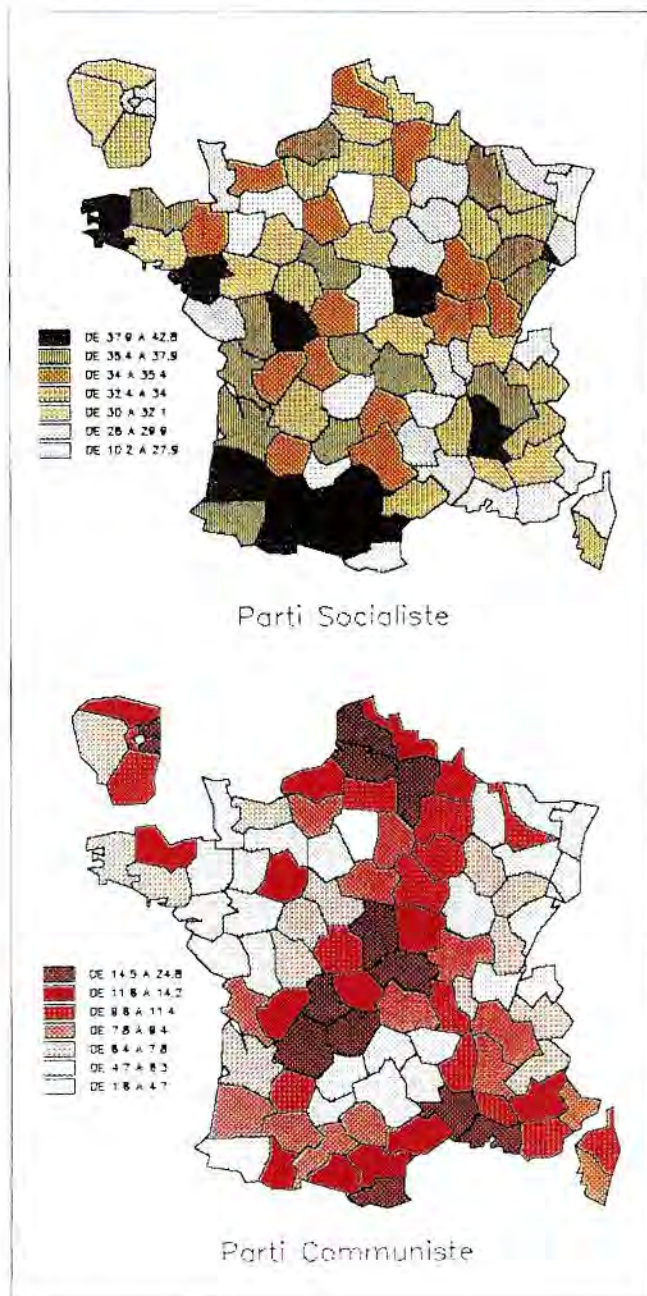 DE 37.9 A 42.8
DE 35.4 A 37.9
DE 34 A 35.4
DE 32.4 A 34
DE 30 A 32.1
DE 28 A 29.9
DE 10.2 A 27.9
Parti Socialiste
DE 14.5 A 24.8
DE 11.8 A 14.2
DE 9.8 A 11.4
DE 7.8 A 9.4
DE 6.4 A 7.8
DE 4.7 A 6.3
DE 1.8 A 4.7
Parti Communiste